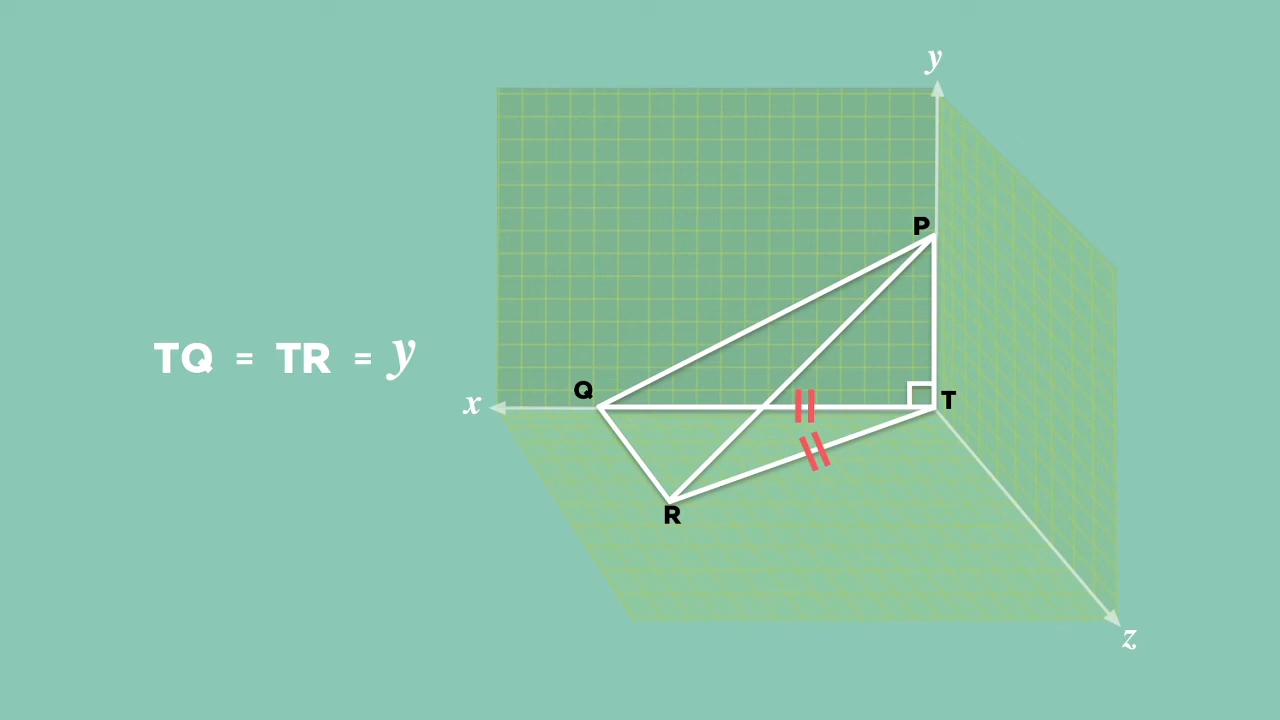 y
P
TQ = TR = y
Q
x
T
R
z